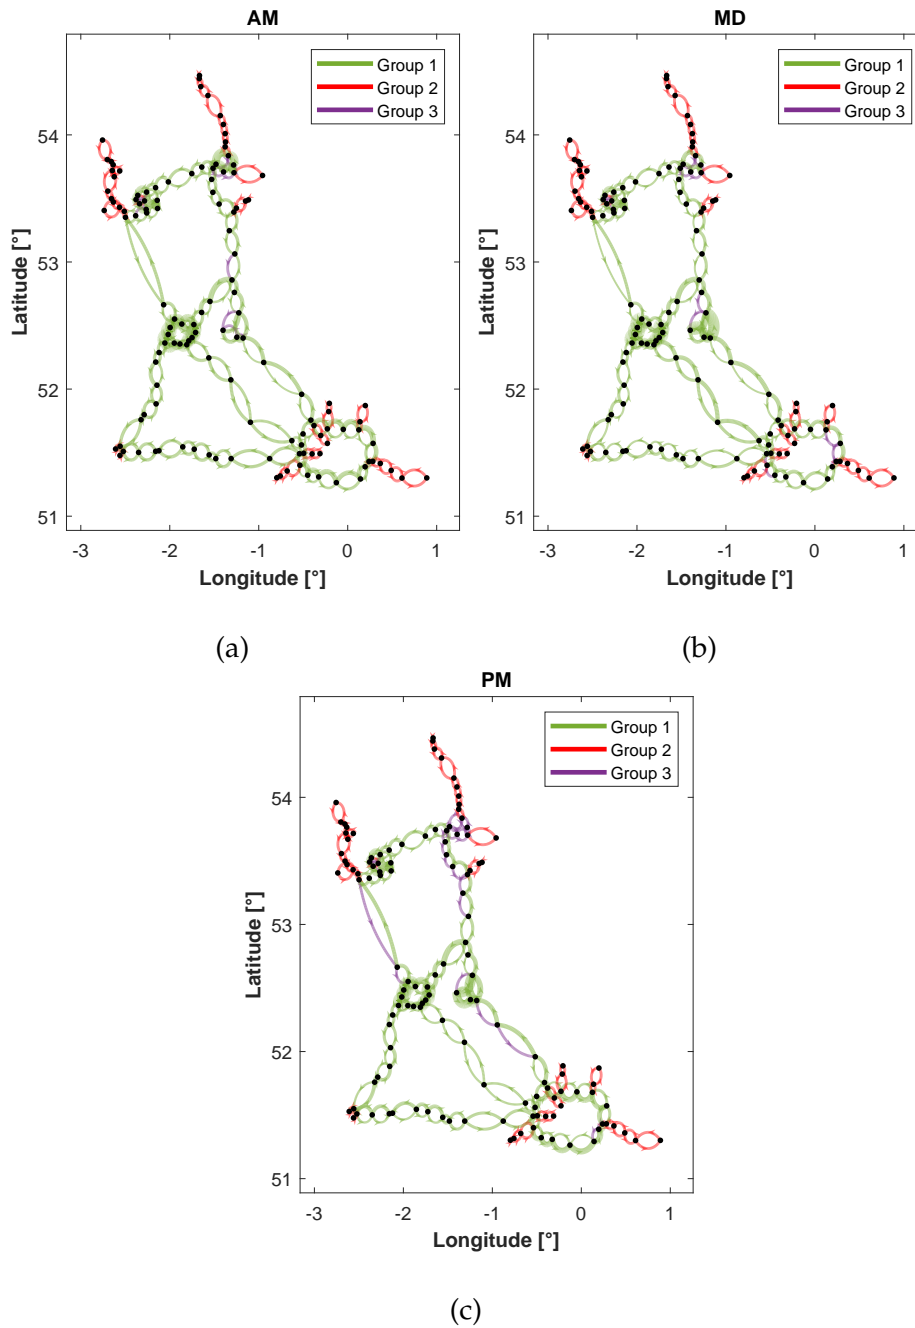 AM
Group 1
Group 2
Group 3
54
53
52
51
Latitude [°]
-3 -2 -1 0 1
Longitude [°]
(a)
MD
Group 1
Group 2
Group 3
54
53
52
51
Latitude [°]
-3 -2 -1 0 1
Longitude [°]
(b)
PM
Group 1
Group 2
Group 3
54
53
52
51
Latitude [°]
-3 -2 -1 0 1
Longitude [°]
(c)